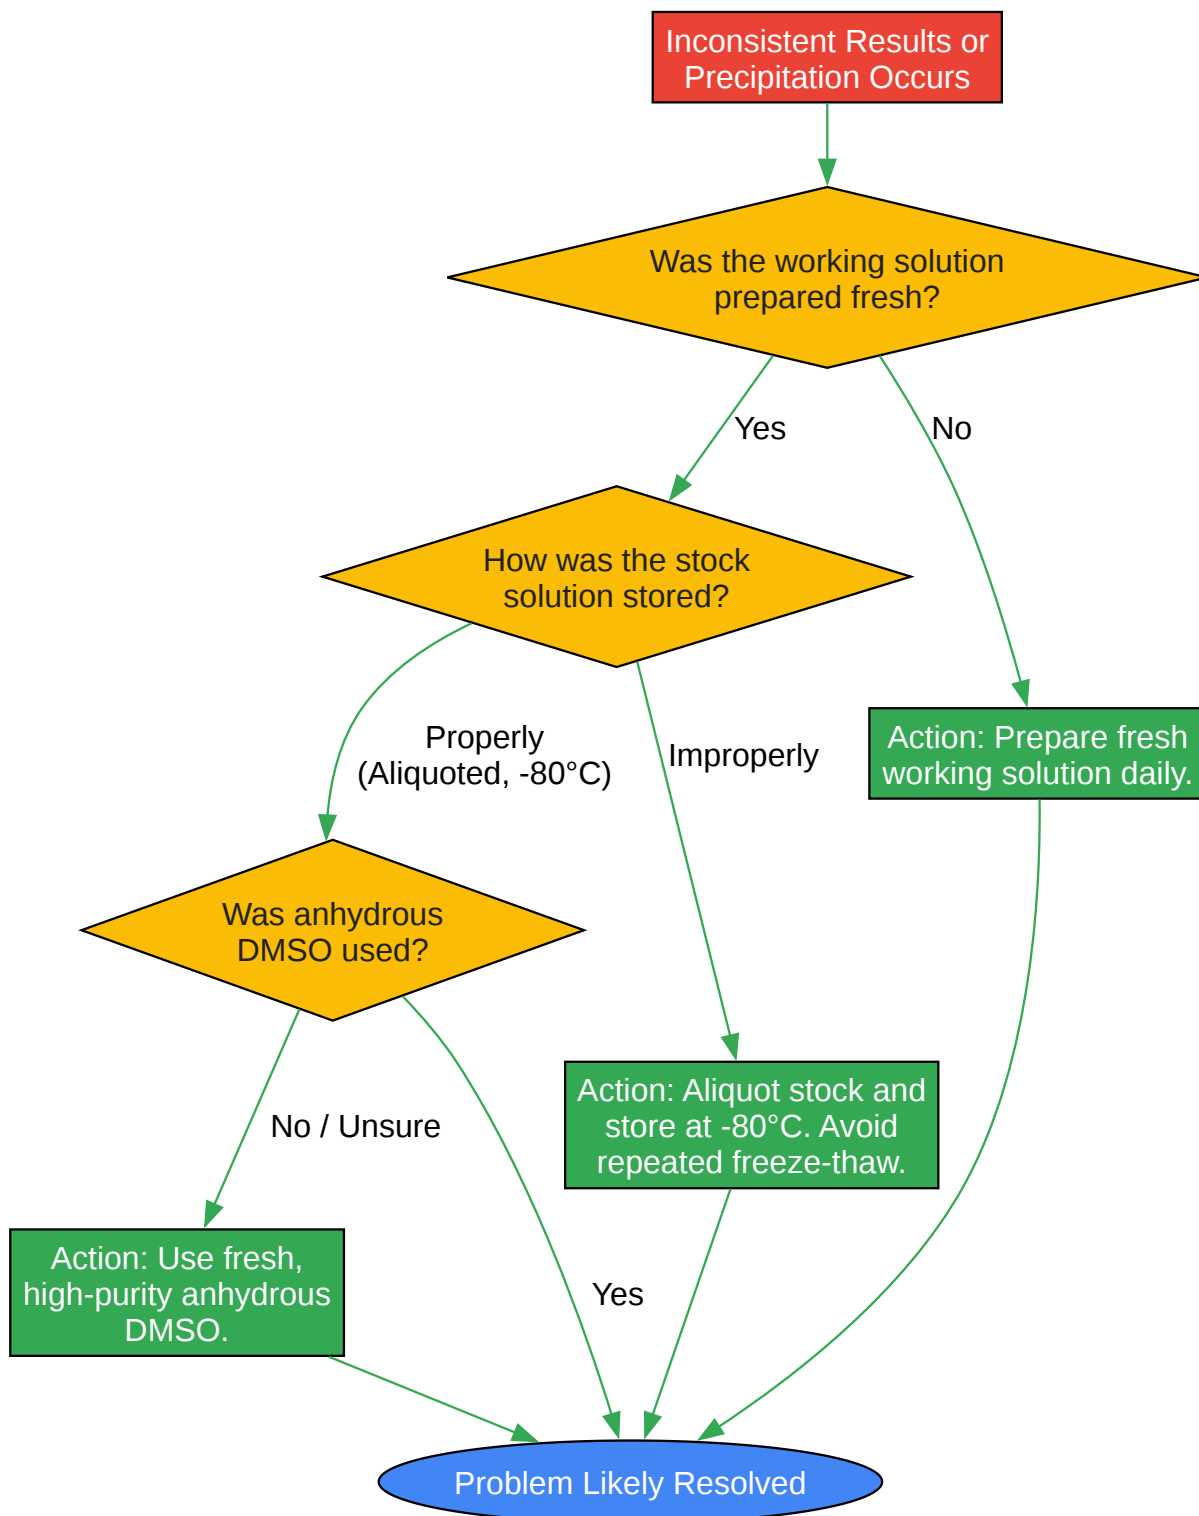 Inconsistent Results or
Precipitation Occurs
Was the working solution
prepared fresh?
Yes
No
How was the stock
solution stored?
Properly
(Aliquoted, -80°C)
Improperly
Action: Prepare fresh
working solution daily.
Was anhydrous
DMSO used?
No / Unsure
Action: Aliquot stock and
store at -80°C. Avoid
repeated freeze-thaw.
Action: Use fresh,
high-purity anhydrous
DMSO.
Yes
Problem Likely Resolved